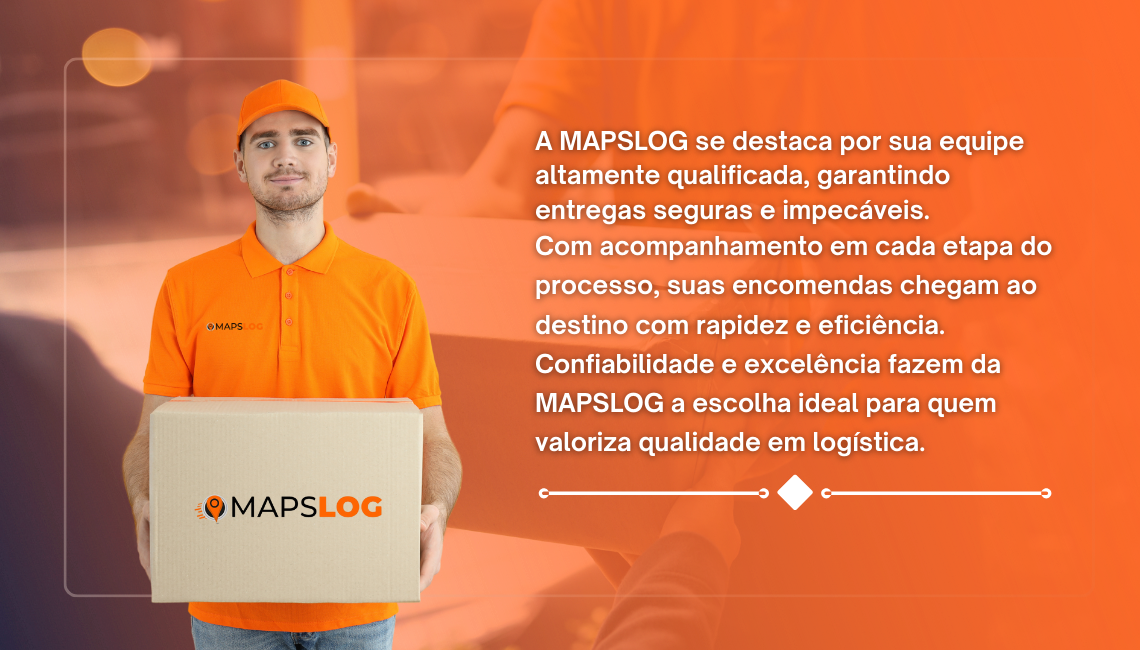 A MAPSLOG se destaca por sua equipe
altamente qualificada, garantindo
entregas seguras e impecáveis.
Com acompanhamento em cada etapa do
processo, suas encomendas chegam ao
destino com rapidez e eficiência.
Confiabilidade e excelência fazem da
MAPSLOG a escolha ideal para quem
valoriza qualidade em logística.
MAPSLOG
MAPSLOG